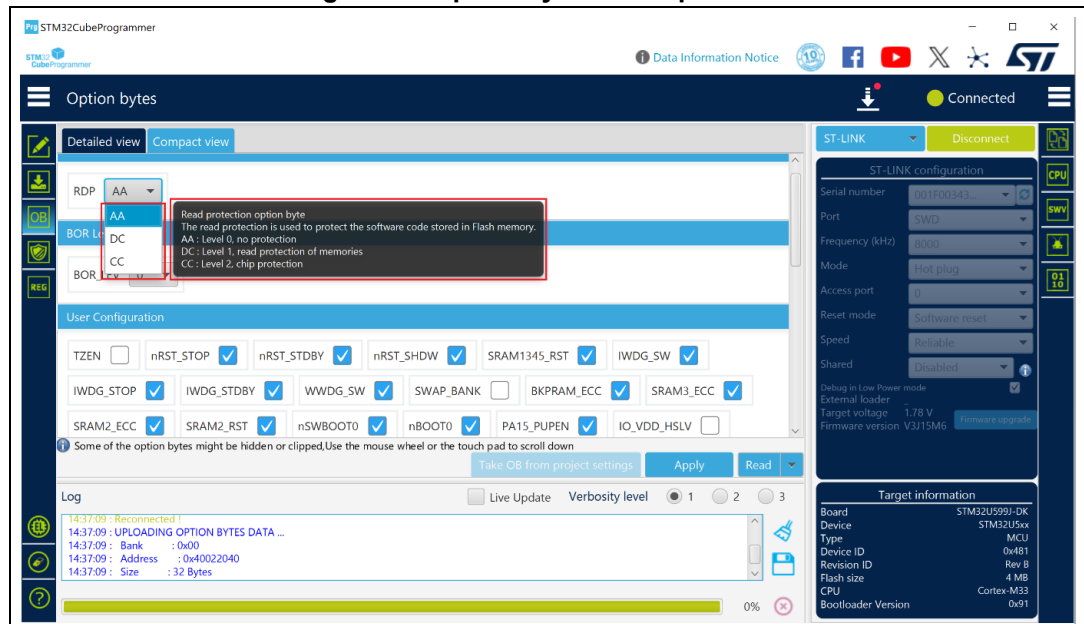 Prg STM32CubeProgrammer
STM32
CubeProgrammer
Data Information Notice
10
Option bytes
Connected
Detailed view Compact view
RDP AA
AA
DC
CC
Read protection option byte
The read protection is used to protect the software code stored in Flash memory.
AA : Level 0, no protection
DC : Level 1, read protection of memories
CC : Level 2, chip protection
User Configuration
TZEN nRST_STOP nRST_STDBY nRST_SHDW SRAM1345_RST IWDG_SW
IWDG_STOP IWDG_STDBY WWDG_SW SWAP_BANK BKPRAM_ECC SRAM3_ECC
SRAM2_ECC SRAM2_RST nSWBOOT0 nBOOT0 PA15_PUPEN IO_VDD_HSLV
Some of the option bytes might be hidden or clipped,Use the mouse wheel or the touch pad to scroll down
Take OB from project settings Apply Read
Log Live Update Verbosity level 1 2 3
14:37:09 : Reconnected !
14:37:09 : UPLOADING OPTION BYTES DATA ...
14:37:09 : Bank : 0x00
14:37:09 : Address : 0x40022040
14:37:09 : Size : 32 Bytes
0%
OB
REG
ST-LINK Disconnect
ST-LINK configuration
Serial number 001F00343...
Port SWD
Frequency (kHz) 8000
Mode Hot plug
Access port 0
Reset mode Software reset
Speed Reliable
Shared Disabled
Debug in Low Power mode
External loader _
Target voltage 1.78 V
Firmware version V3J15M6 Firmware upgrade
Target information
Board STM32U599J-DK
Device STM32U5xx
Type MCU
Device ID 0x481
Revision ID Rev B
Flash size 4 MB
CPU Cortex-M33
Bootloader Version 0x91
CPU
SWV
01
10